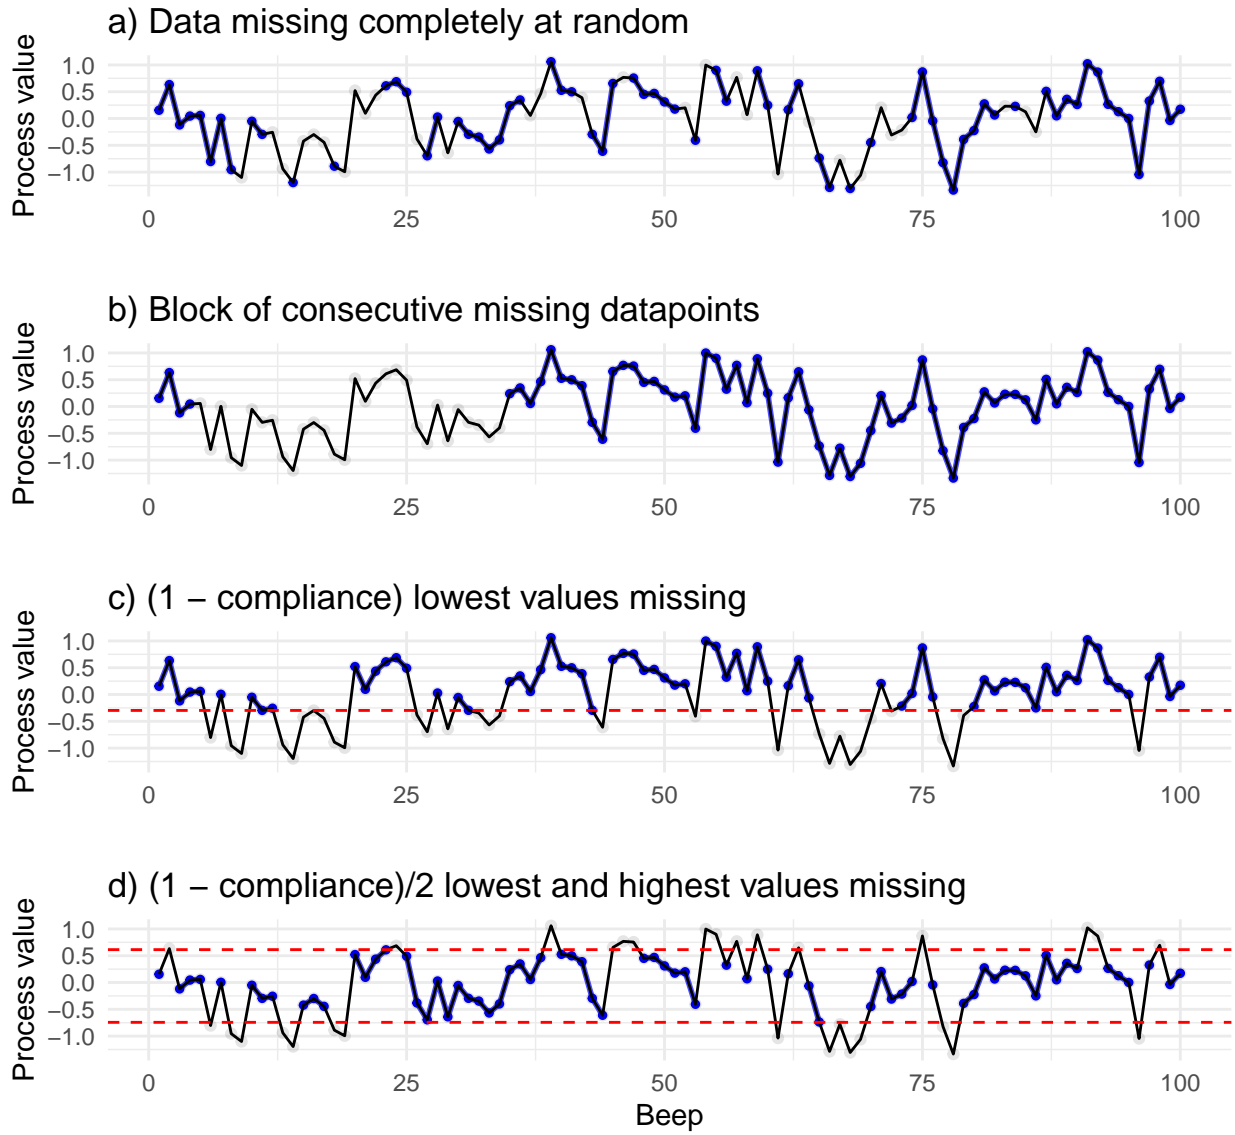 a) Data missing completely at random
Process value
1.0
0.5
0.0
−0.5
−1.0
0 25 50 75 100
b) Block of consecutive missing datapoints
Process value
1.0
0.5
0.0
−0.5
−1.0
0 25 50 75 100
c) (1 − compliance) lowest values missing
Process value
1.0
0.5
0.0
−0.5
−1.0
0 25 50 75 100
d) (1 − compliance)/2 lowest and highest values missing
Process value
1.0
0.5
0.0
−0.5
−1.0
0 25 50 75 100
Beep